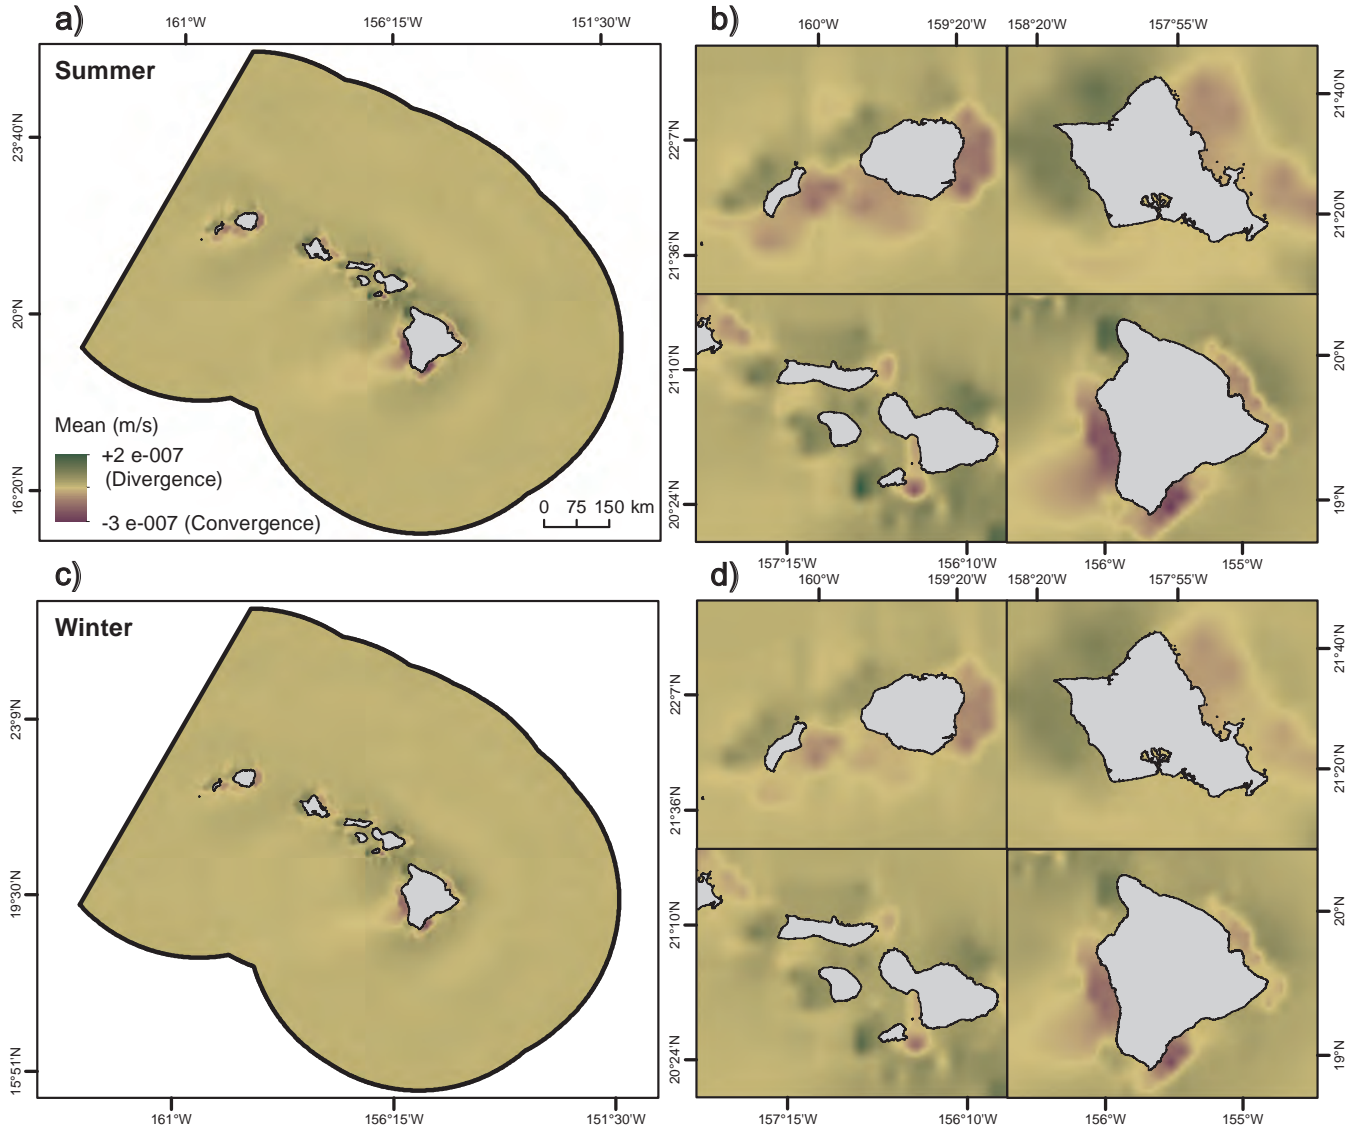 a)
161°W
156°15'W
151°30'W
Summer
23°40'N
20°N
16°20'N
Mean (m/s)
+2 e-007
(Divergence)
-3 e-007 (Convergence)
0 75 150 km
b)
160°W
159°20'W
158°20'W
157°55'W
22°7'N
21°36'N
21°40'N
21°20'N
21°10'N
20°24'N
20°N
19°N
157°15'W
156°10'W
156°W
155°W
c)
Winter
23°9'N
19°30'N
15°51'N
161°W
156°15'W
151°30'W
d)
160°W
159°20'W
158°20'W
157°55'W
22°7'N
21°36'N
21°40'N
21°20'N
21°10'N
20°24'N
20°N
19°N
157°15'W
156°10'W
156°W
155°W